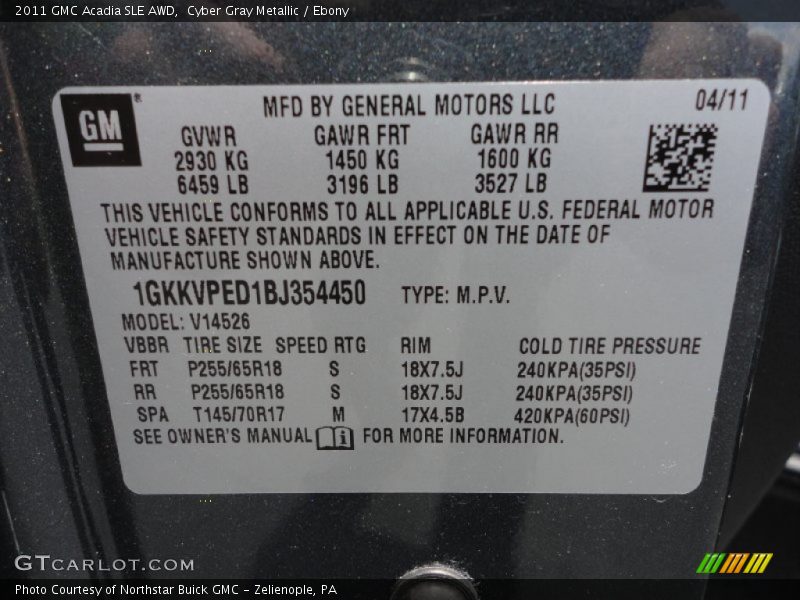 2011 GMC Acadia SLE AWD, Cyber Gray Metallic / Ebony
GM
®
MFD BY GENERAL MOTORS LLC 04/11
GVWR GAWR FRT GAWR RR
2930 KG 1450 KG 1600 KG
6459 LB 3196 LB 3527 LB
THIS VEHICLE CONFORMS TO ALL APPLICABLE U.S. FEDERAL MOTOR
VEHICLE SAFETY STANDARDS IN EFFECT ON THE DATE OF
MANUFACTURE SHOWN ABOVE.
1GKKVPED1BJ354450 TYPE: M.P.V.
MODEL: V14526
VBBR TIRE SIZE SPEED RTG RIM COLD TIRE PRESSURE
FRT P255/65R18 S 18X7.5J 240KPA(35PSI)
RR P255/65R18 S 18X7.5J 240KPA(35PSI)
SPA T145/70R17 M 17X4.5B 420KPA(60PSI)
SEE OWNER'S MANUAL i FOR MORE INFORMATION.
GTCARLOT.COM
Photo Courtesy of Northstar Buick GMC - Zelienople, PA